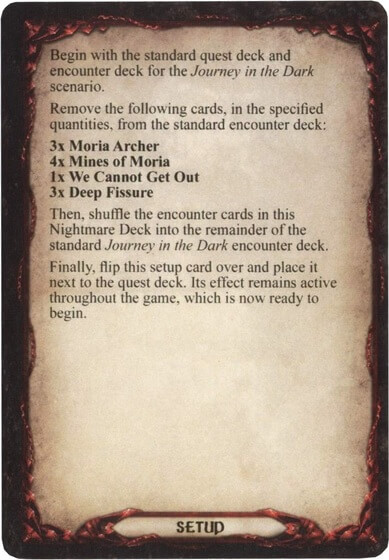 Begin with the standard quest deck and
encounter deck for the Journey in the Dark
scenario.
Remove the following cards, in the specified
quantities, from the standard encounter deck:
3x Moria Archer
4x Mines of Moria
1x We Cannot Get Out
3x Deep Fissure
Then, shuffle the encounter cards in this
Nightmare Deck into the remainder of the
standard Journey in the Dark encounter deck.
Finally, flip this setup card over and place it
next to the quest deck. Its effect remains active
throughout the game, which is now ready to
begin.
SETUP